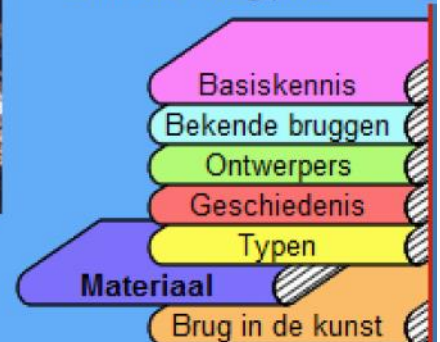 Basiskennis
Bekende bruggen
Ontwerpers
Geschiedenis
Typen
Materiaal
Brug in de kunst